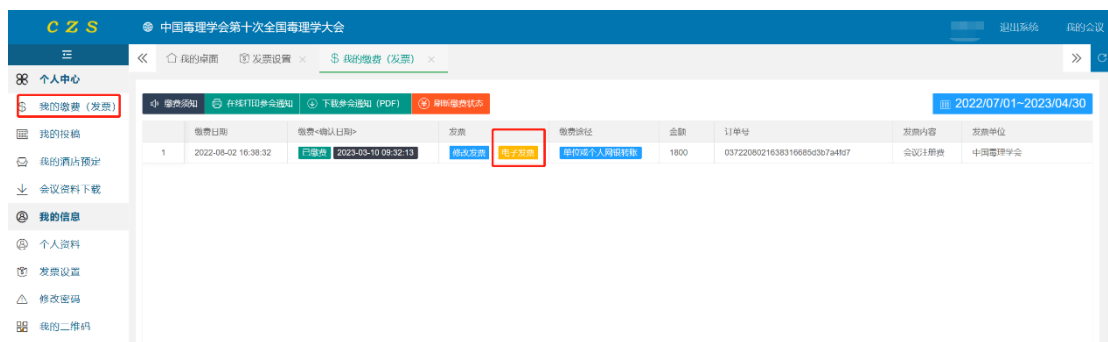 CZS
中国毒理学会第十次全国毒理学大会
退出系统 我的会议
我的桌面 发票设置 × $ 我的缴费（发票） ×
个人中心
我的缴费（发票）
我的投稿
我的酒店预定
会议资料下载
我的信息
个人资料
发票设置
修改密码
我的二维码
缴费须知 在线打印参会通知 下载参会通知（PDF） 刷新缴费状态
2022/07/01~2023/04/30
缴费日期 缴费<确认日期> 发票 缴费途径 金额 订单号 发票内容 发票单位
1 2022-08-02 16:38:32 已缴费 2023-03-10 09:32:13 修改发票 电子发票 单位或个人网银转账 1800 0372208021638316685d3b7a4fd7 会议注册费 中国毒理学会